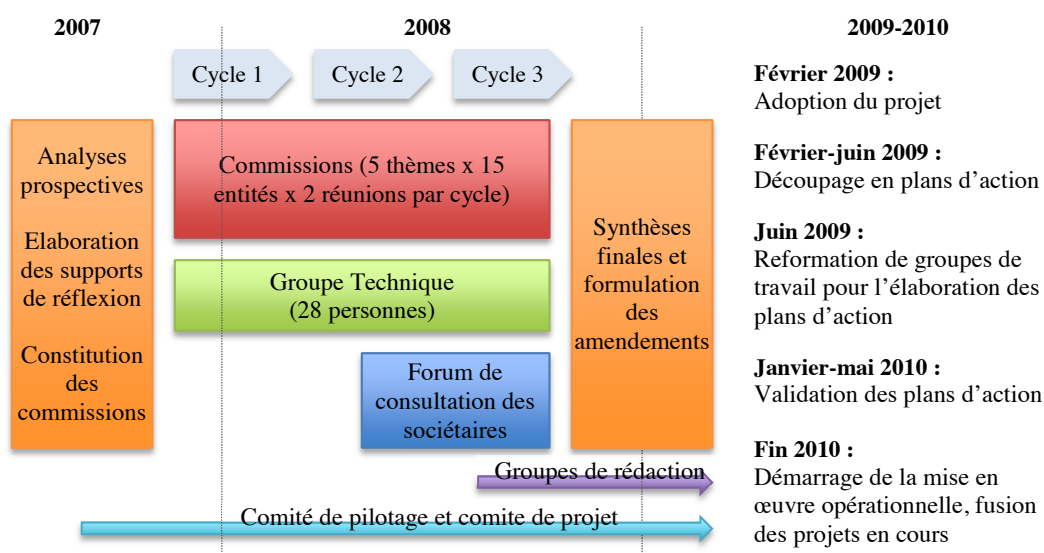 2007
2008
2009-2010
Cycle 1
Cycle 2
Cycle 3
Analyses
prospectives
Elaboration
des supports
de réflexion
Constitution
des
commissions
Commissions (5 thèmes x 15
entités x 2 réunions par cycle)
Groupe Technique
(28 personnes)
Forum de
consultation des
sociétaires
Synthèses
finales et
formulation
des
amendements
Groupes de rédaction
Comité de pilotage et comite de projet
Février 2009 :
Adoption du projet
Février-juin 2009 :
Découpage en plans d’action
Juin 2009 :
Reformation de groupes de
travail pour l’élaboration des
plans d’action
Janvier-mai 2010 :
Validation des plans d’action
Fin 2010 :
Démarrage de la mise en
œuvre opérationnelle, fusion
des projets en cours